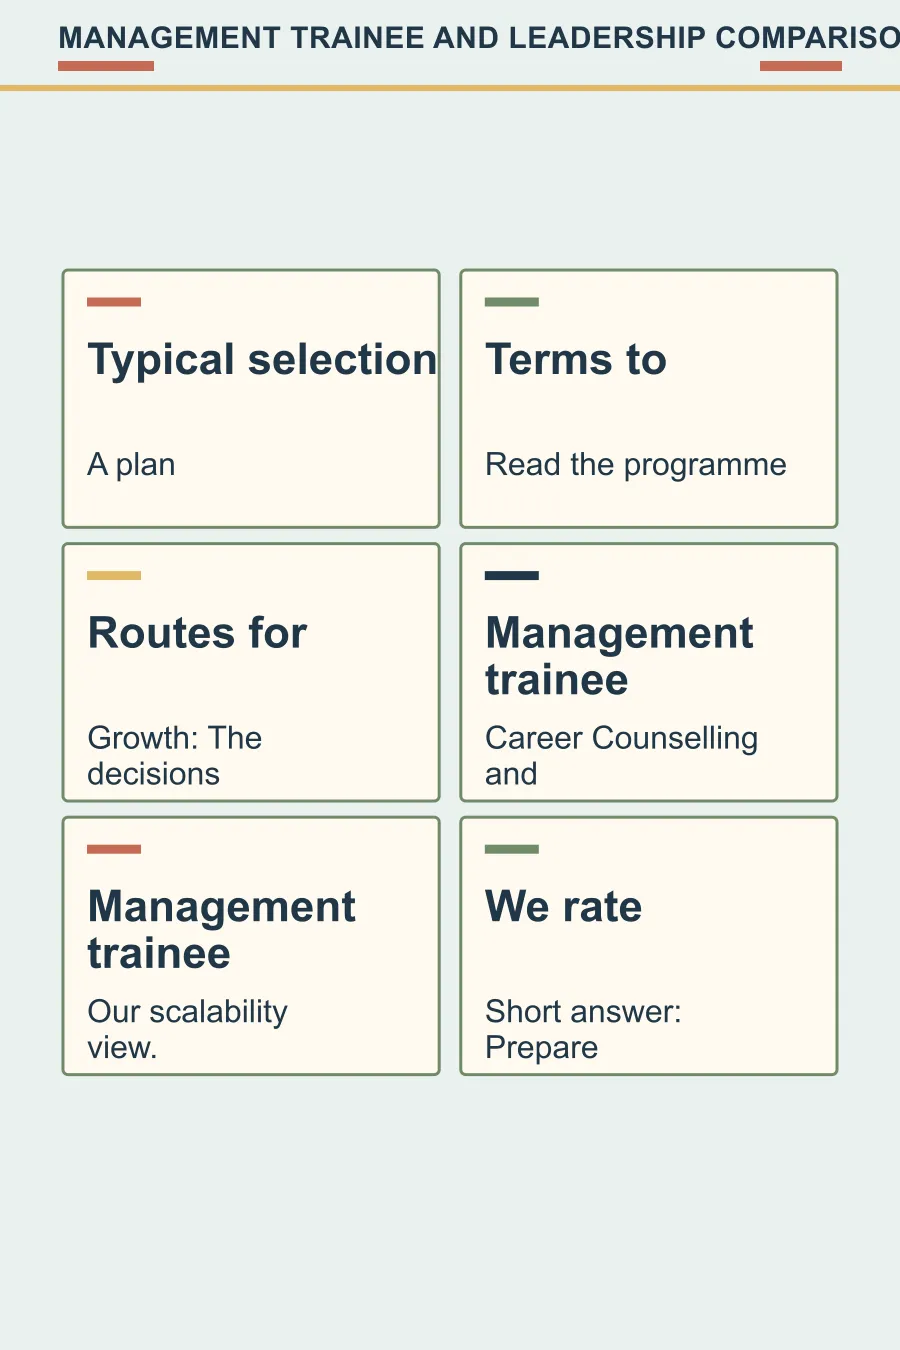 MANAGEMENT TRAINEE AND LEADERSHIP COMPARISO
Typical selection
A plan
Terms to
Read the programme
Routes for
Growth: The
decisions
Management
trainee
Career Counselling
and
Management
trainee
Our scalability
view.
We rate
Short answer:
Prepare